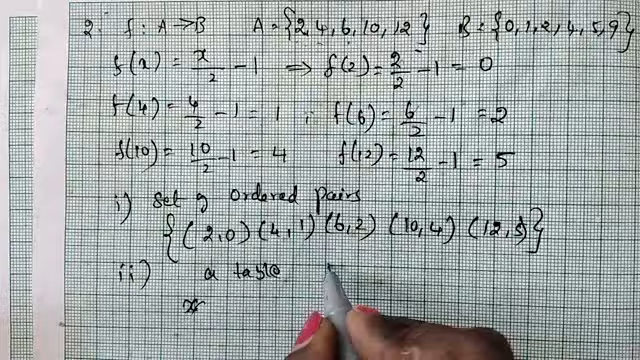 2. f : A → B A = {2, 4, 6, 10, 12} B = {0, 1, 2, 4, 5, 9}
f(x) = x/2 - 1 ⇒ f(2) = 2/2 - 1 = 0
f(4) = 4/2 - 1 = 1 ; f(6) = 6/2 - 1 = 2
f(10) = 10/2 - 1 = 4 f(12) = 12/2 - 1 = 5
i) Set of ordered pairs
{(2,0) (4,1) (6,2) (10,4) (12,5)}
ii) a table
x